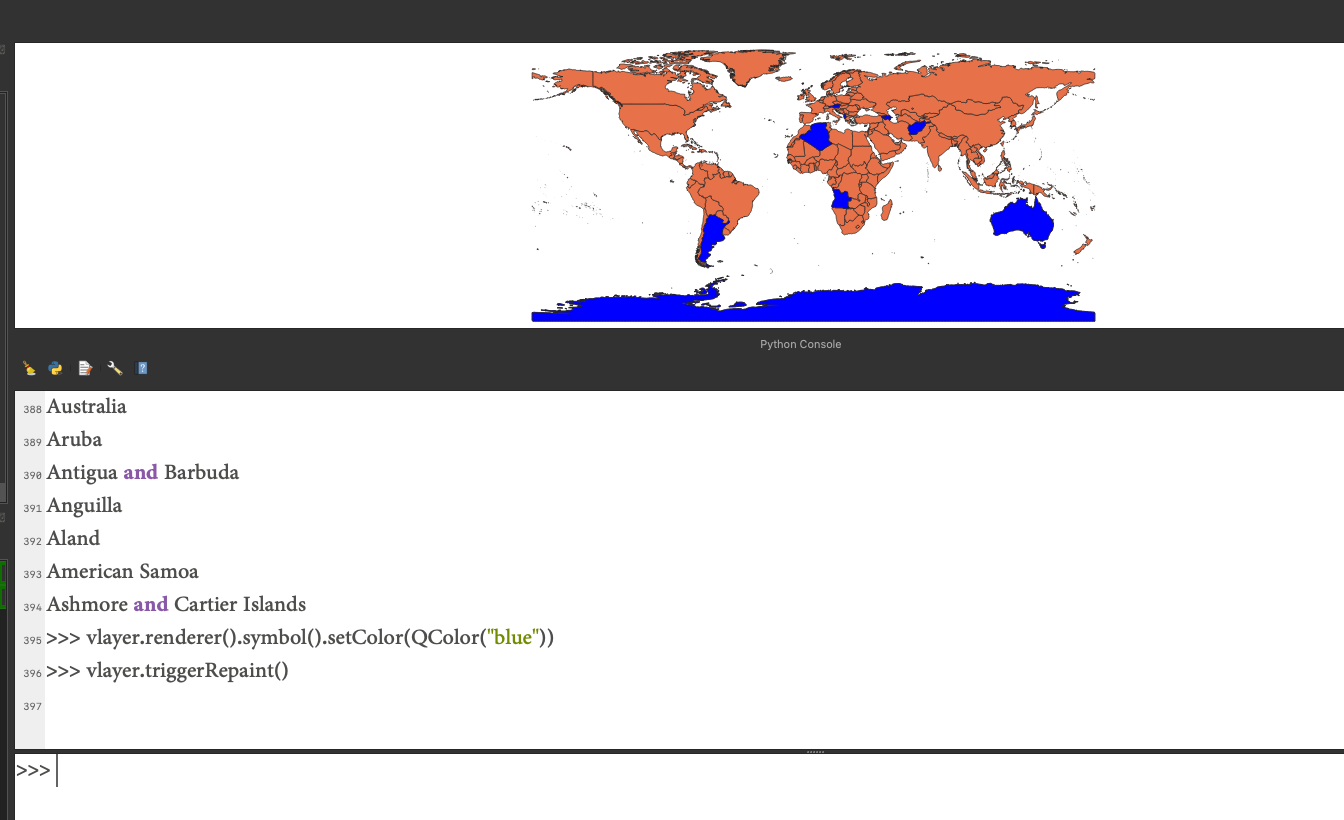 Python Console
388 Australia
389 Aruba
390 Antigua and Barbuda
391 Anguilla
392 Aland
393 American Samoa
394 Ashmore and Cartier Islands
395 >>> vlayer.renderer().symbol().setColor(QColor("blue"))
396 >>> vlayer.triggerRepaint()
397
>>>